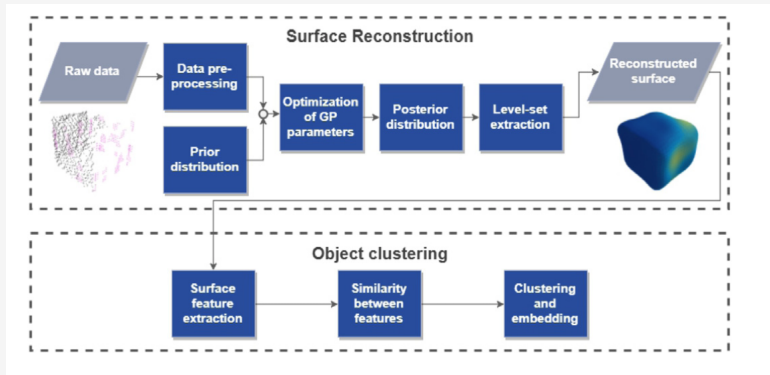 Surface Reconstruction
Raw data
Data pre-
processing
Prior
distribution
Optimization
of GP
parameters
Posterior
distribution
Level-set
extraction
Reconstructed
surface
Object clustering
Surface
feature
extraction
Similarity
between
features
Clustering
and
embedding